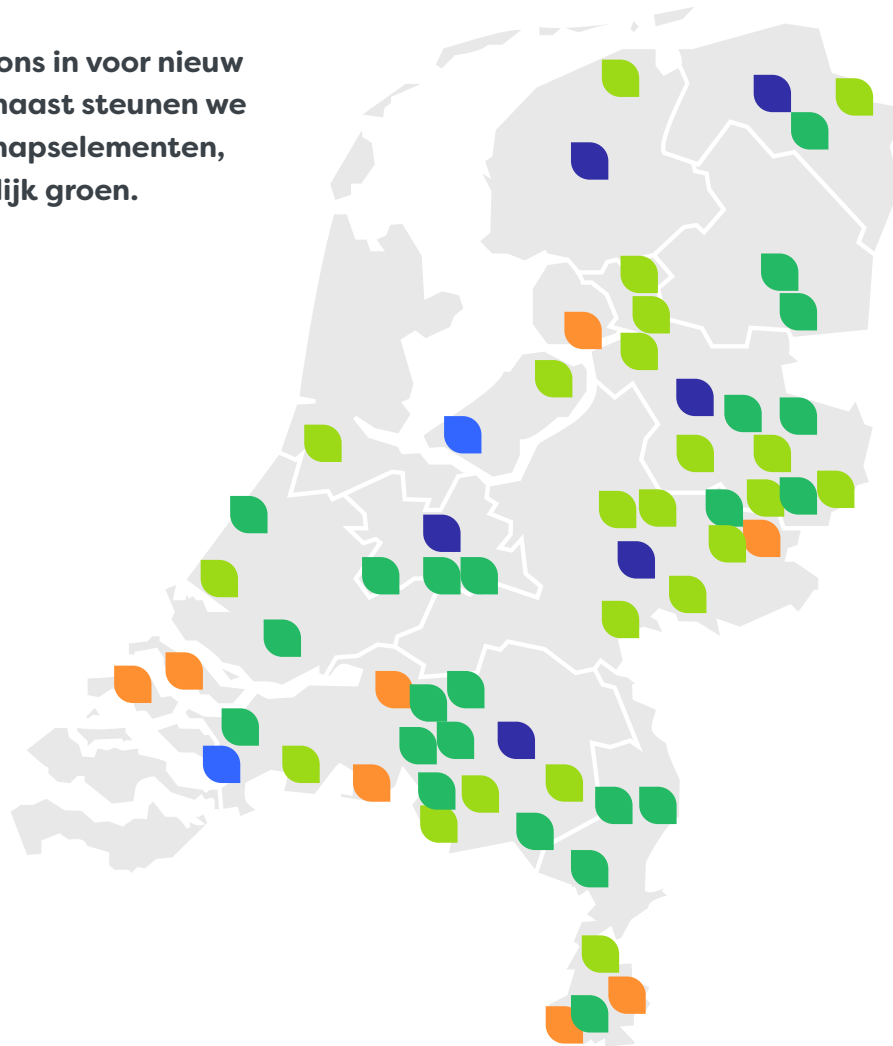 ons in voor nieuw
naast steunen we
hapselementen,
lijk groen.